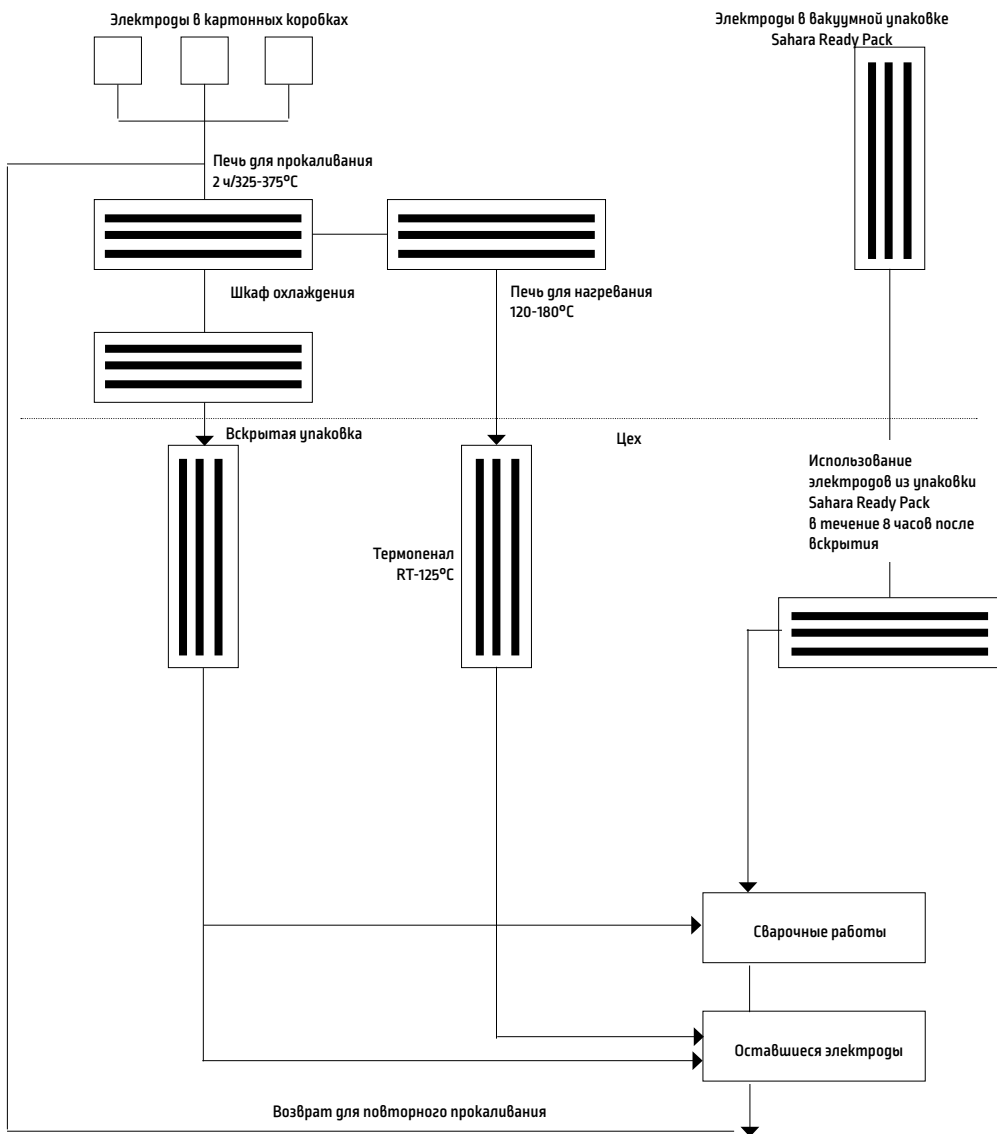 Электроды в картонных коробках
Электроды в вакуумной упаковке
Sahara Ready Pack
Печь для прокаливания
2 ч/325-375°C
Шкаф охлаждения
Печь для нагревания
120-180°C
Вскрытая упаковка
Цех
Использование
электродов из упаковки
Sahara Ready Pack
в течение 8 часов после
вскрытия
Термопенал
RT-125°C
Сварочные работы
Оставшиеся электроды
Возврат для повторного прокаливания